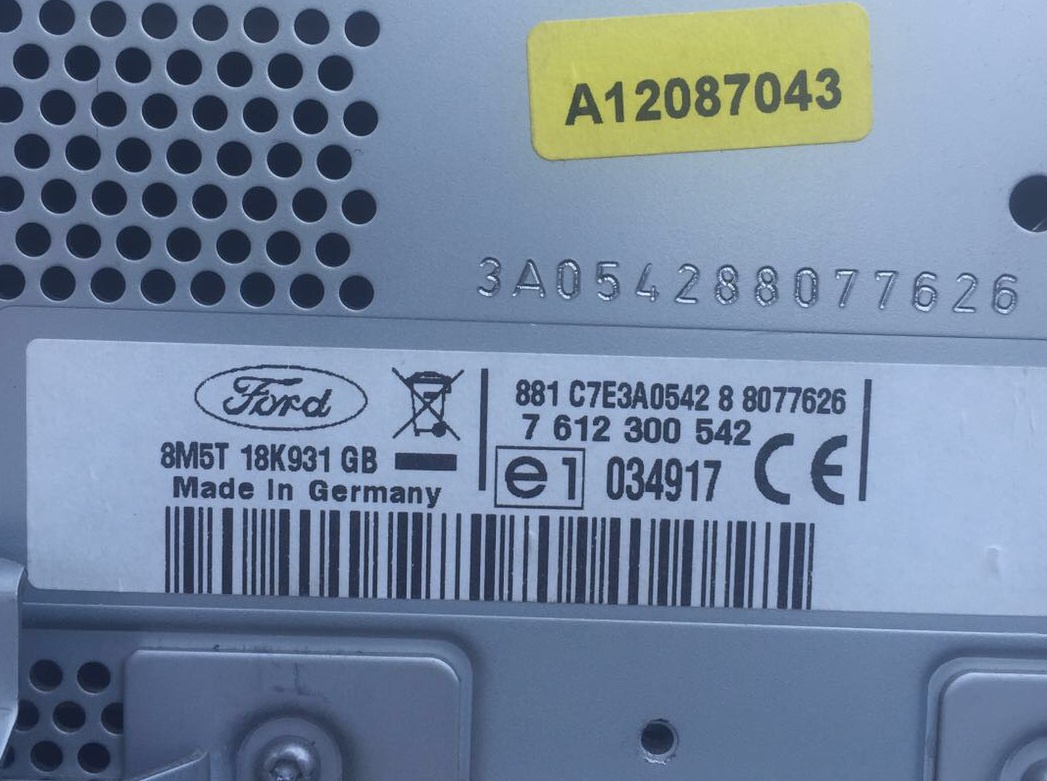 A12087043
3A054288077626
Ford
8M5T 18K931 GB
Made In Germany
881 C7E3A0542 8 8077626
7 612 300 542
e1 034917 CE